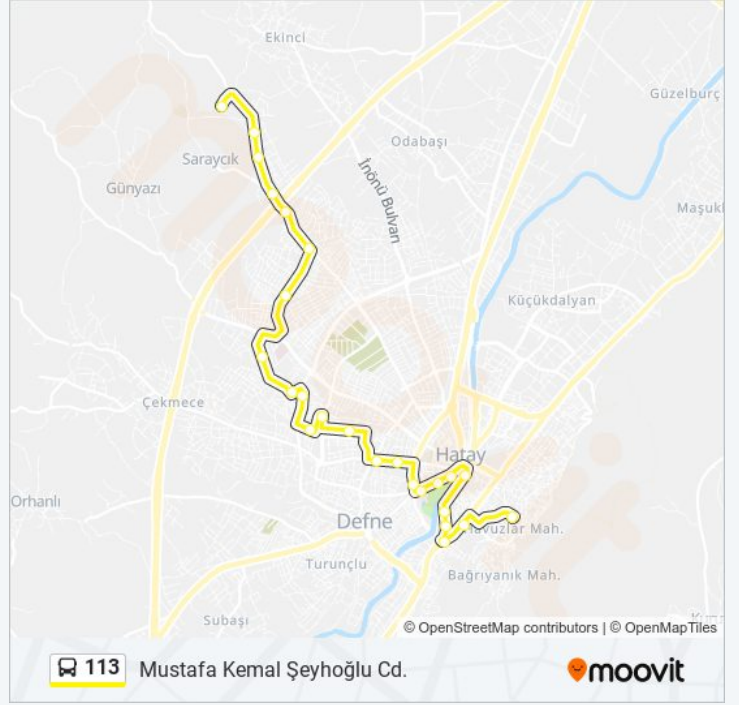 Ekinci
Güzelburç
Odabaşı
Saraycık
İnönü Bulvarı
Günyazı
Küçükdalyan
Çekmece
Hatay
Orhanlı
Defne
Havuzlar Mah.
Turunçlu
Bağrıyanık Mah.
Subaşı
© OpenStreetMap contributors | © OpenMapTiles
113 Mustafa Kemal Şeyhoğlu Cd.
moovit